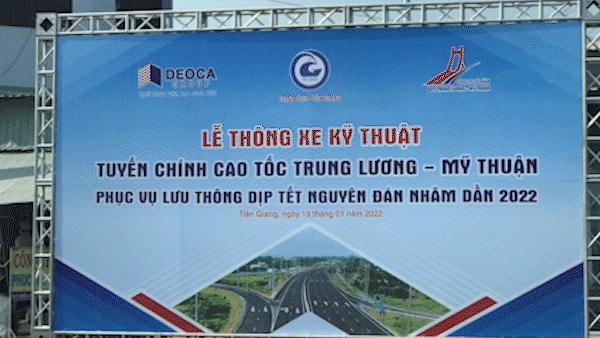 DEOCA
GROUP
LỄ THÔNG XE KỸ THUẬT
TUYẾN CHÍNH CAO TỐC TRUNG LƯƠNG – MỸ THUẬN
PHỤC VỤ LƯU THÔNG DỊP TẾT NGUYÊN ĐÁN NHÂM DẦN 2022
Tiền Giang, ngày 19 tháng 01 năm 2022